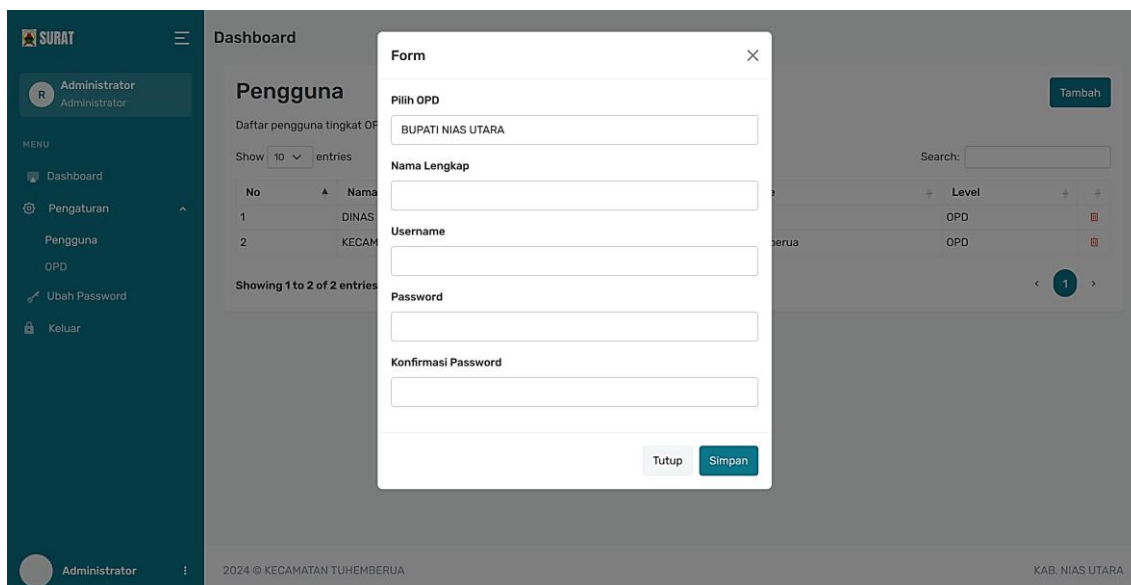 SURAT
Dashboard
R
Administrator
Administrator
MENU
Dashboard
Pengaturan
Pengguna
OPD
Ubah Password
Keluar
Administrator
Pengguna
Tambah
Daftar pengguna tingkat
Show 10 entries
Search:
No Nama Level
1 DINAS OPD
2 OPD
Showing 1 to 2 of 2 entries
1
Form
Pilih OPD
BUPATI NIAS UTARA
Nama Lengkap
Username
Password
Konfirmasi Password
Tutup Simpan
2024 © KECAMATAN TUHEMBERUA
KAB. NIAS UTARA